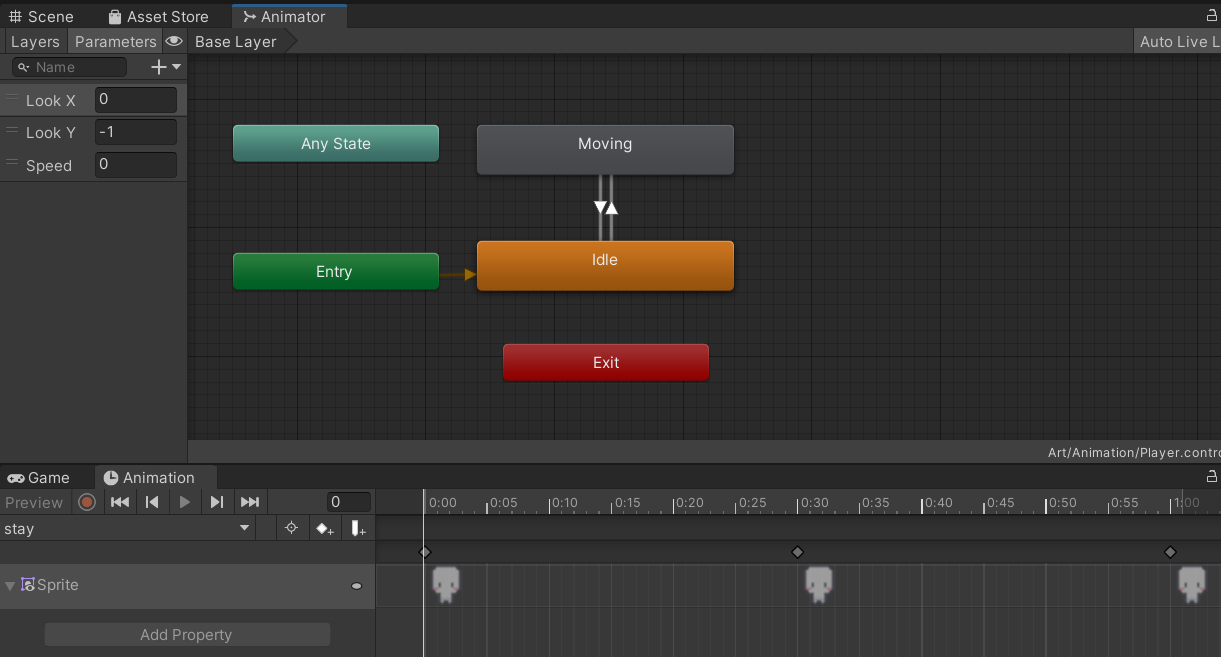 Scene Asset Store Animator
Layers Parameters Base Layer Auto Live L
Name
Look X 0
Look Y -1
Speed 0
Any State Moving
Entry Idle
Exit
Art/Animation/Player.contro
Game Animation
Preview 0 0:00 0:05 0:10 0:15 0:20 0:25 0:30 0:35 0:40 0:45 0:50 0:55 1:00
stay
Sprite
Add Property